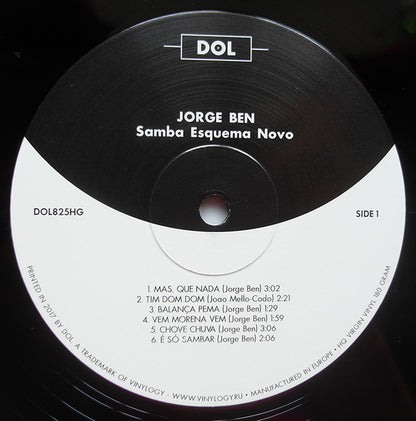 DOL
JORGE BEN
Samba Esquema Novo
DOL825HG
SIDE 1
1. MAS, QUE NADA (Jorge Ben) 3:02
2. TIM DOM DOM (Joao Mello-Codo) 2:21
3. BALANÇA PEMA (Jorge Ben) 1:29
4. VEM MORENA VEM (Jorge Ben) 1:59
5. CHOVE CHUVA (Jorge Ben) 3:06
6. É SÓ SAMBAR (Jorge Ben) 2:06
PRINTED IN 2017 BY DOL. A TRADEMARK OF VINYLOGY • WWW.VINYLOGY.RU • MANUFACTURED IN EUROPE • HQ VIRGIN VINYL 180 GRAM